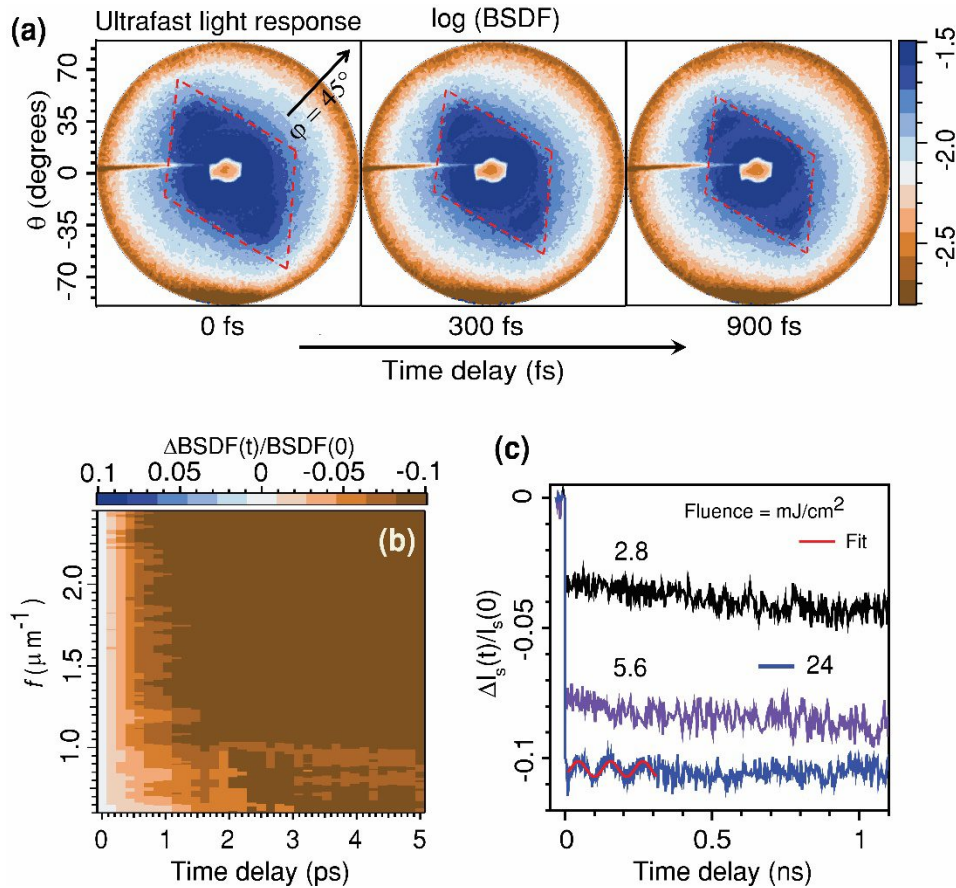 (a)
Ultrafast light response
log (BSDF)
φ = 45°
θ (degrees)
70
35
0
-35
-70
-1.5
-2.0
-2.5
0 fs
300 fs
900 fs
Time delay (fs)
ΔBSDF(t)/BSDF(0)
0.1
0.05
0
-0.05
-0.1
(b)
f (μm⁻¹)
2.0
1.5
1.0
0
1
2
3
4
5
Time delay (ps)
(c)
Fluence = mJ/cm²
Fit
2.8
5.6
24
ΔIₛ(t)/Iₛ(0)
0
-0.05
-0.1
0
0.5
1
Time delay (ns)